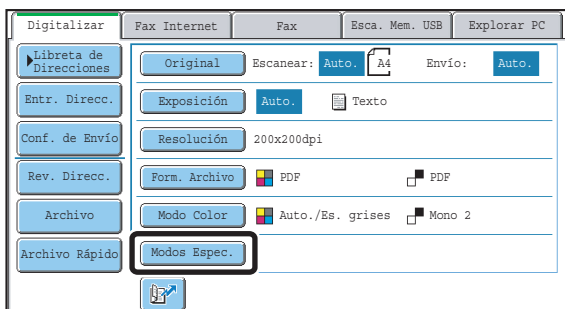 Digitalizar Fax Internet Fax Esca. Mem. USB Explorar PC
Libreta de
Direcciones
Original Escanear: Auto. A4 Envío: Auto.
Entr. Direcc. Exposición Auto. Texto
Conf. de Envío Resolución 200x200dpi
Rev. Direcc. Form. Archivo PDF PDF
Archivo Modo Color Auto./Es. grises Mono 2
Archivo Rápido Modos Espec.